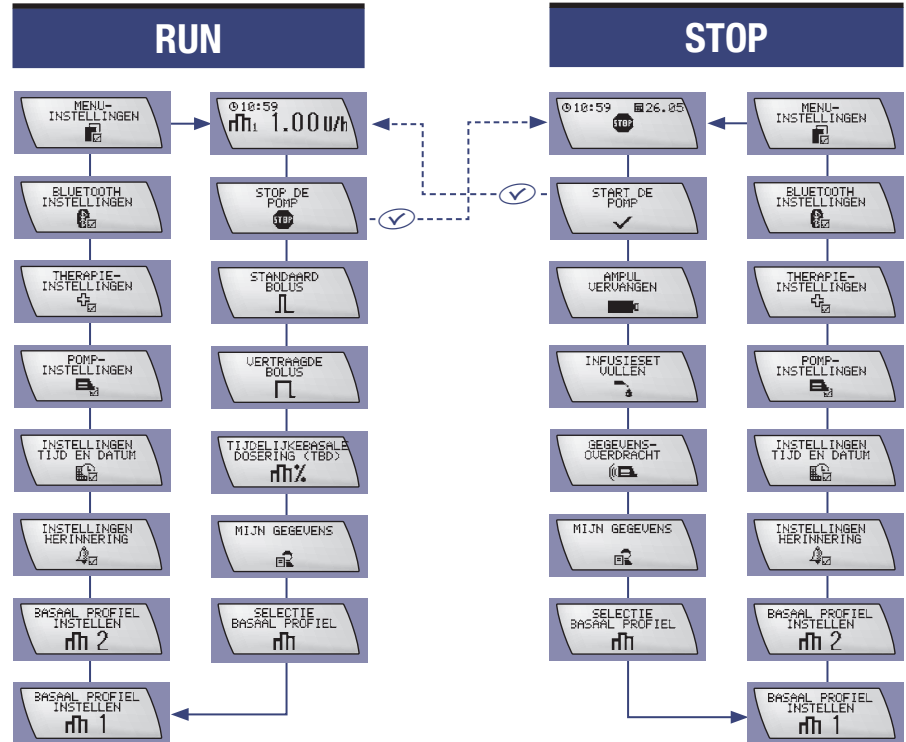 RUN
STOP
MENU-
INSTELLINGEN
BLUETOOTH
INSTELLINGEN
THERAPIE-
INSTELLINGEN
POMP-
INSTELLINGEN
INSTELLINGEN
TIJD EN DATUM
INSTELLINGEN
HERINNERING
BASAAL PROFIEL
INSTELLEN
2
BASAAL PROFIEL
INSTELLEN
1
10:59
1 1.00 U/h
STOP DE
POMP
STOP
STANDAARD
BOLUS
VERTRAAGDE
BOLUS
TIJDELIJKEBASALE
DOSERING (TBD)
%
MIJN GEGEVENS
SELECTIE
BASAAL PROFIEL
10:59 26.05
STOP
START DE
POMP
AMPUL
VERVANGEN
INFUSIESET
VULLEN
GEGEVENS-
OVERDRACHT
MIJN GEGEVENS
SELECTIE
BASAAL PROFIEL
MENU-
INSTELLINGEN
BLUETOOTH
INSTELLINGEN
THERAPIE-
INSTELLINGEN
POMP-
INSTELLINGEN
INSTELLINGEN
TIJD EN DATUM
INSTELLINGEN
HERINNERING
BASAAL PROFIEL
INSTELLEN
2
BASAAL PROFIEL
INSTELLEN
1